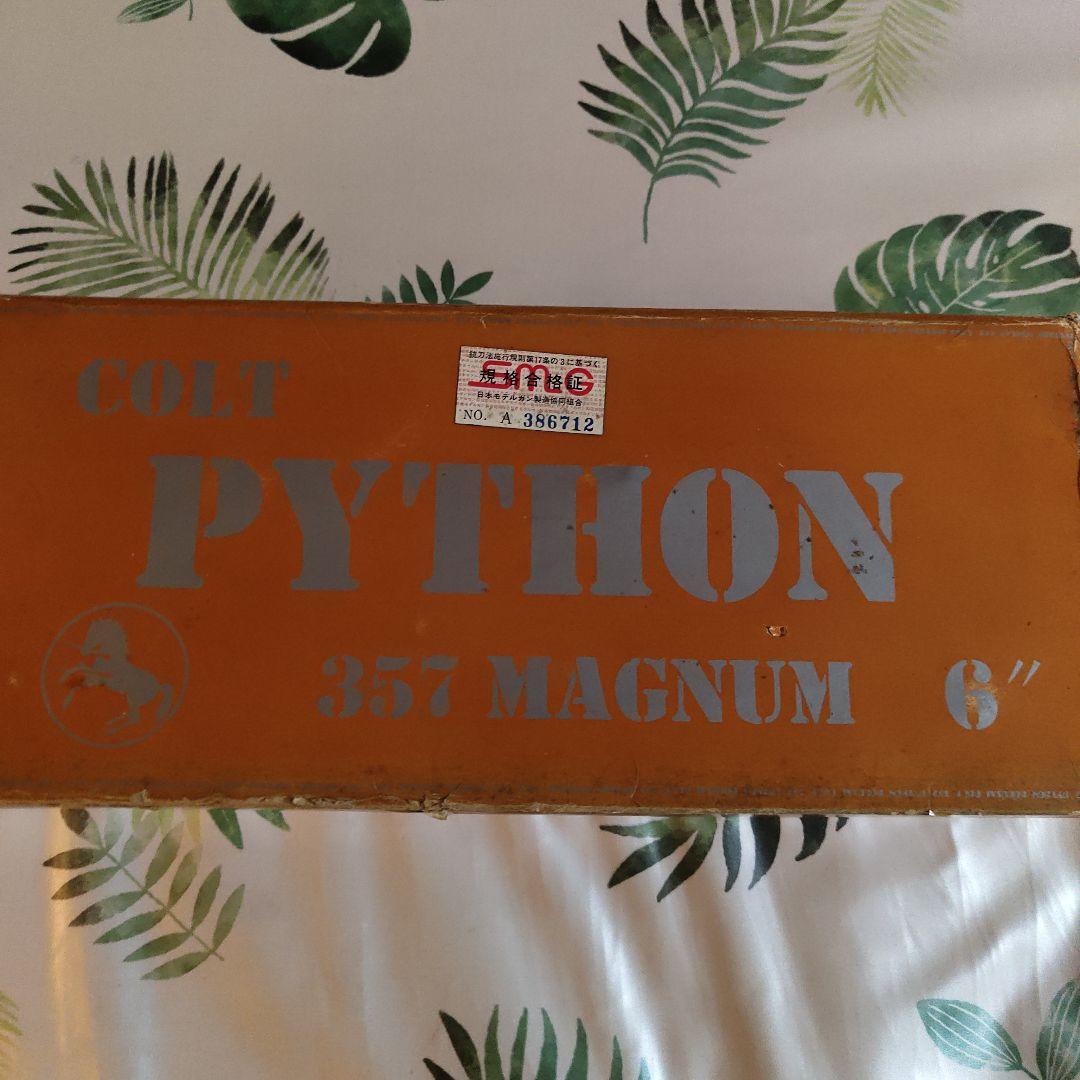 COLT
銃刀法施行規則第17条の3に基づく
SMG
規格合格証
日本モデルガン製造協同組合
NO. A 386712
PYTHON
357 MAGNUM 6"